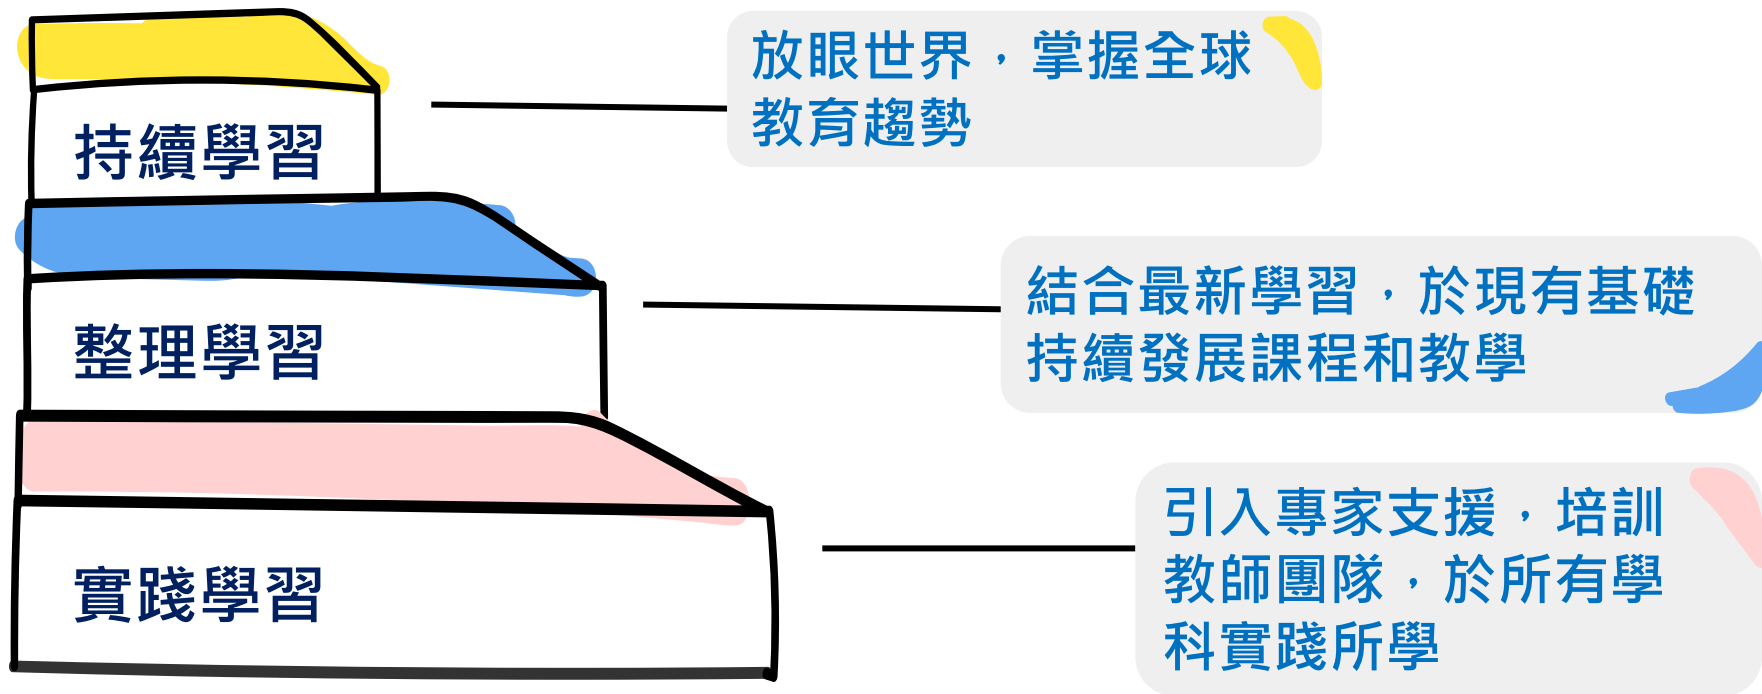 持續學習
放眼世界，掌握全球
教育趨勢
整理學習
結合最新學習，於現有基礎
持續發展課程和教學
實踐學習
引入專家支援，培訓
教師團隊，於所有學
科實踐所學